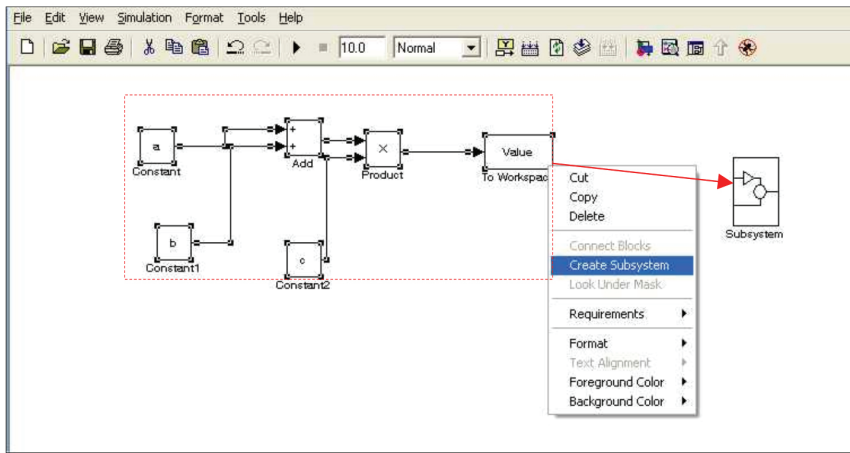 File Edit View Simulation Format Tools Help
10.0 Normal
a
Constant
+
+
Add
×
Product
Value
To Workspac
b
Constant1
c
Constant2
Cut
Copy
Delete
Connect Blocks
Create Subsystem
Look Under Mask
Requirements
Format
Text Alignment
Foreground Color
Background Color
Subsystem